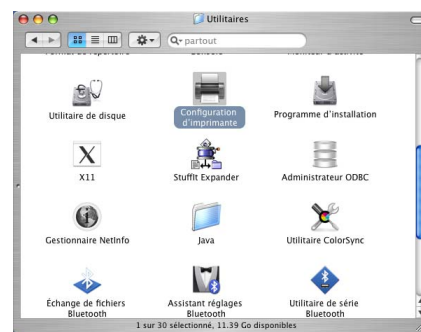 Utilitaires
partout
Utilitaire de disque
Configuration
d'imprimante
Programme d'installation
X11
StuffIt Expander
Administrateur ODBC
Gestionnaire NetInfo
Java
Utilitaire ColorSync
Échange de fichiers
Bluetooth
Assistant réglages
Bluetooth
Utilitaire de série
Bluetooth
1 sur 30 sélectionné, 11.39 Go disponibles